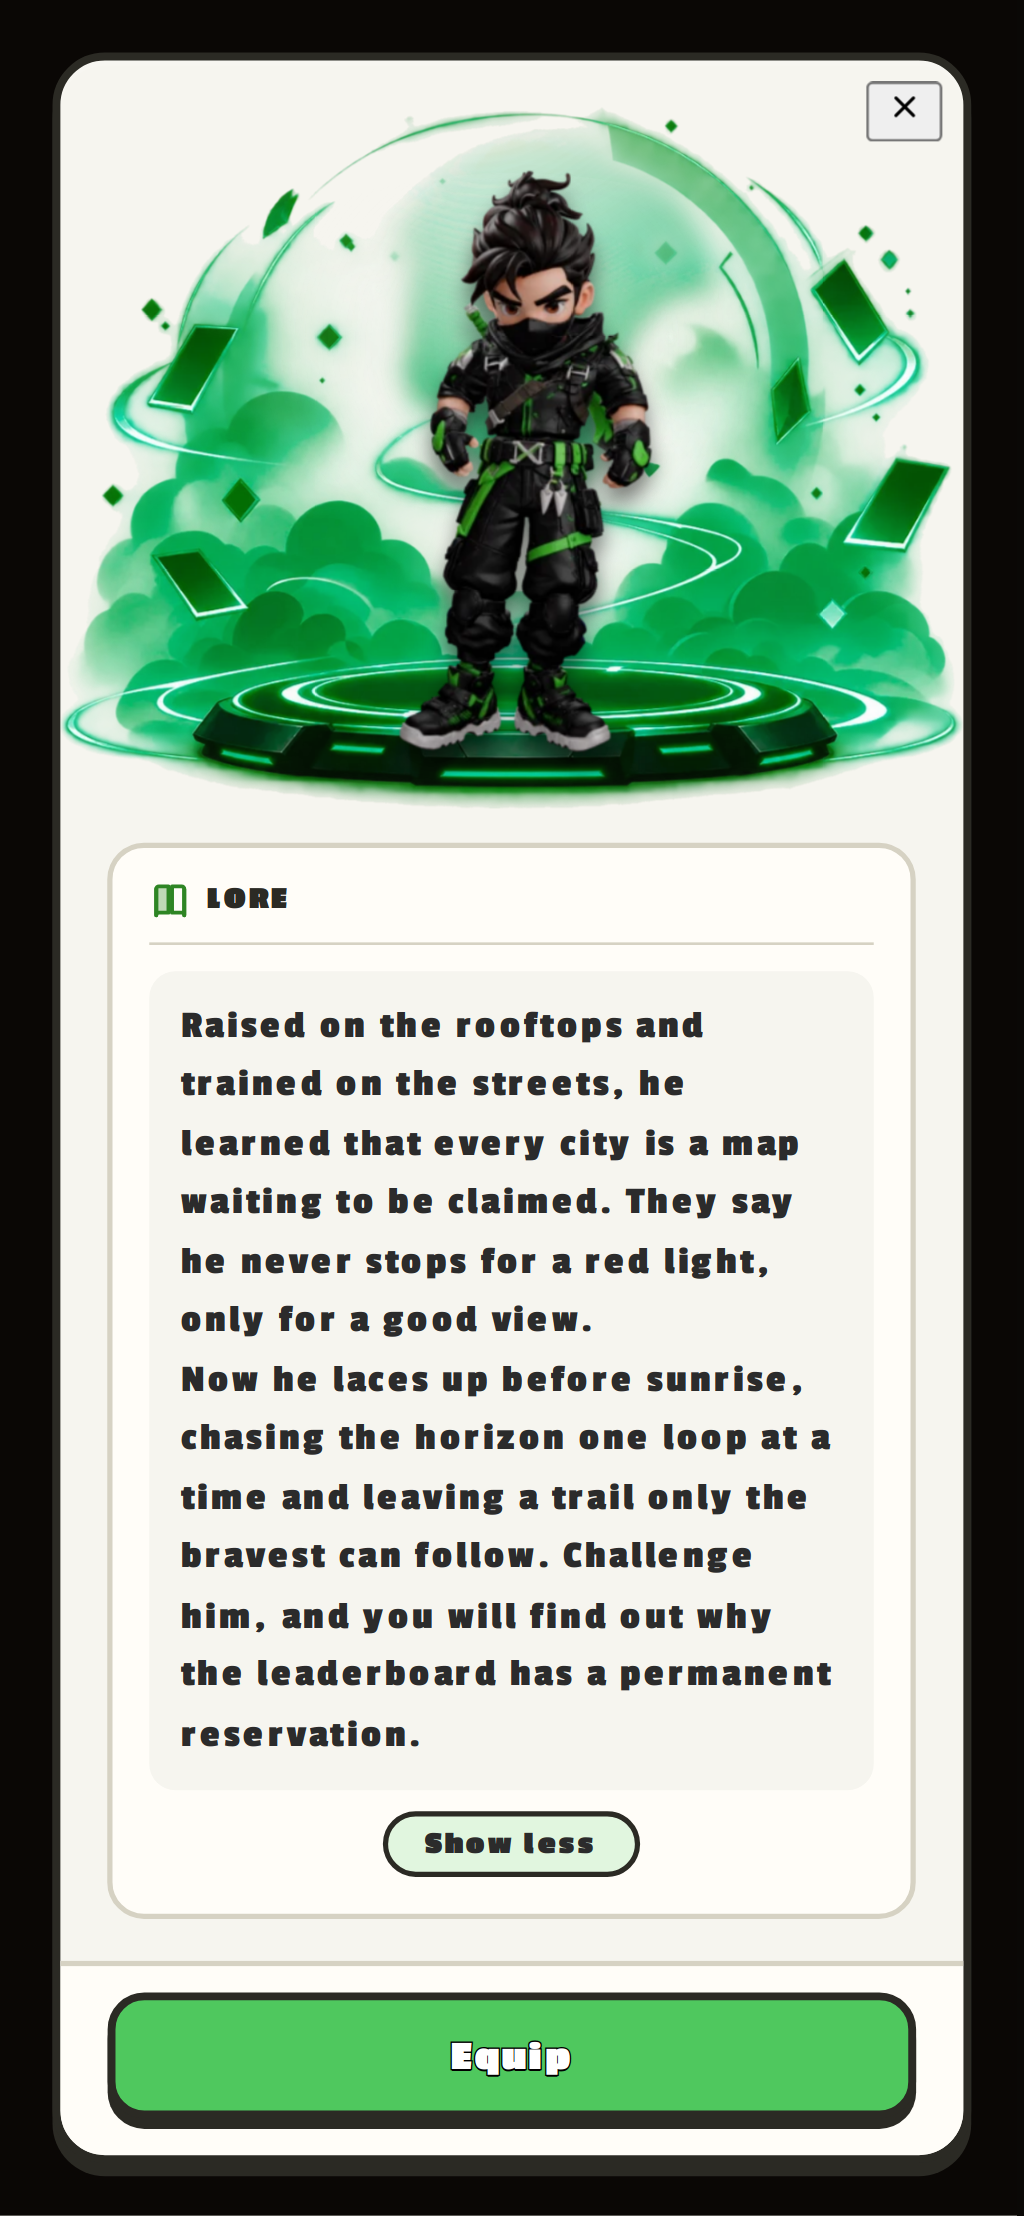 LORE
Raised on the rooftops and
trained on the streets, he
learned that every city is a map
waiting to be claimed. They say
he never stops for a red light,
only for a good view.
Now he laces up before sunrise,
chasing the horizon one loop at a
time and leaving a trail only the
bravest can follow. Challenge
him, and you will find out why
the leaderboard has a permanent
reservation.
Show less
Equip